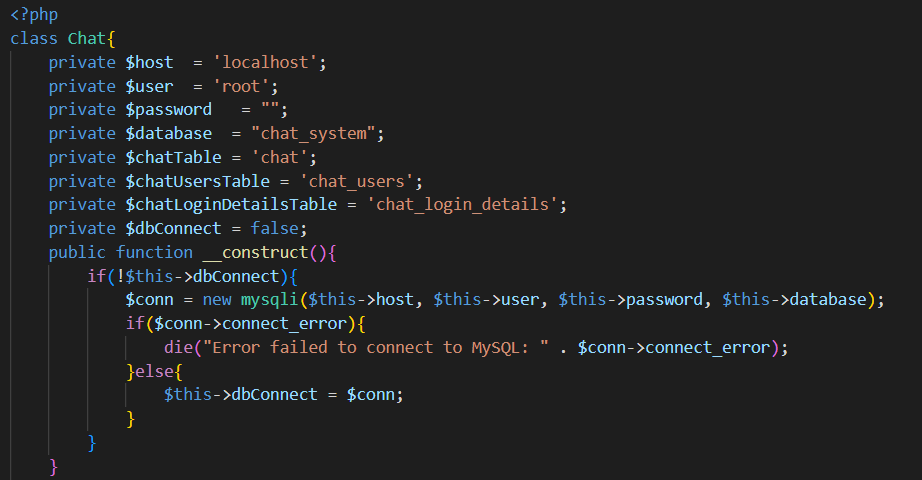 <?php
class Chat{
    private $host  = 'localhost';
    private $user  = 'root';
    private $password   = "";
    private $database  = "chat_system";
    private $chatTable = 'chat';
    private $chatUsersTable = 'chat_users';
    private $chatLoginDetailsTable = 'chat_login_details';
    private $dbConnect = false;
    public function __construct(){
        if(!$this->dbConnect){
            $conn = new mysqli($this->host, $this->user, $this->password, $this->database);
            if($conn->connect_error){
                die("Error failed to connect to MySQL: " . $conn->connect_error);
            }else{
                $this->dbConnect = $conn;
            }
        }
    }